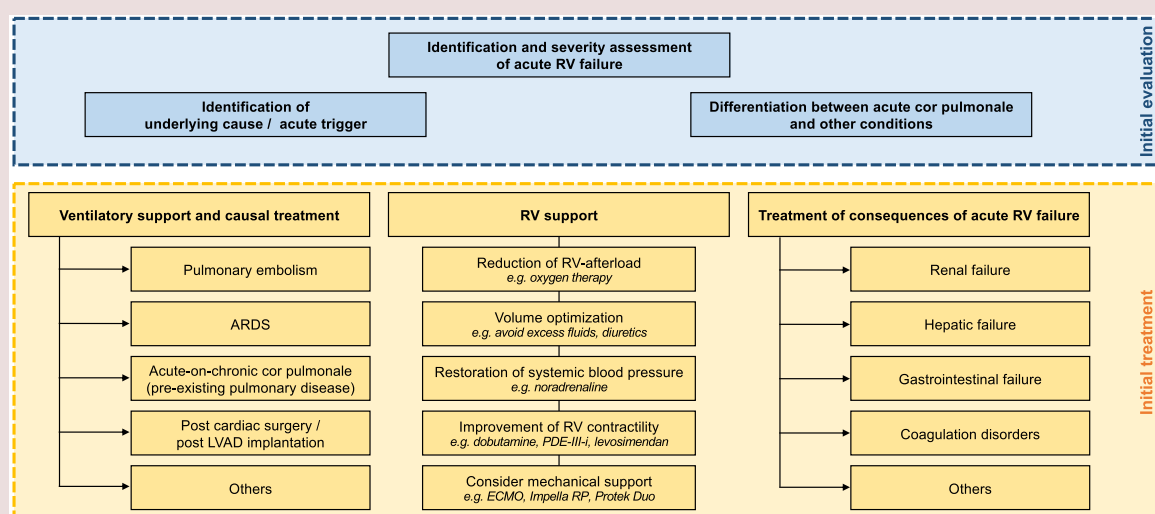 Identification and severity assessment
of acute RV failure
Identification of
underlying cause / acute trigger
Differentiation between acute cor pulmonale
and other conditions
Initial evaluation
Ventilatory support and causal treatment
Pulmonary embolism
ARDS
Acute-on-chronic cor pulmonale
(pre-existing pulmonary disease)
Post cardiac surgery /
post LVAD implantation
Others
RV support
Reduction of RV-afterload
e.g. oxygen therapy
Volume optimization
e.g. avoid excess fluids, diuretics
Restoration of systemic blood pressure
e.g. noradrenaline
Improvement of RV contractility
e.g. dobutamine, PDE-III-i, levosimendan
Consider mechanical support
e.g. ECMO, Impella RP, Protek Duo
Treatment of consequences of acute RV failure
Renal failure
Hepatic failure
Gastrointestinal failure
Coagulation disorders
Others
Initial treatment